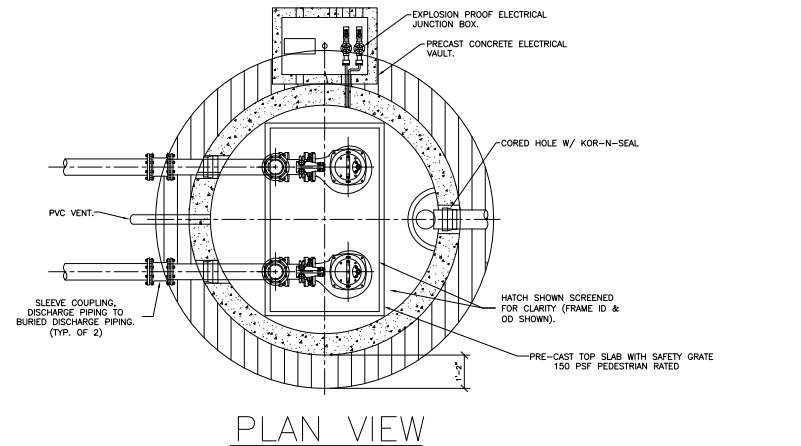 EXPLOSION PROOF ELECTRICAL
JUNCTION BOX.
PRECAST CONCRETE ELECTRICAL
VAULT.
CORED HOLE W/ KOR-N-SEAL
PVC VENT.
SLEEVE COUPLING,
DISCHARGE PIPING TO
BURIED DISCHARGE PIPING.
(TYP. OF 2)
HATCH SHOWN SCREENED
FOR CLARITY (FRAME ID &
OD SHOWN).
PRE-CAST TOP SLAB WITH SAFETY GRATE
150 PSF PEDESTRIAN RATED
1'-2"
PLAN VIEW